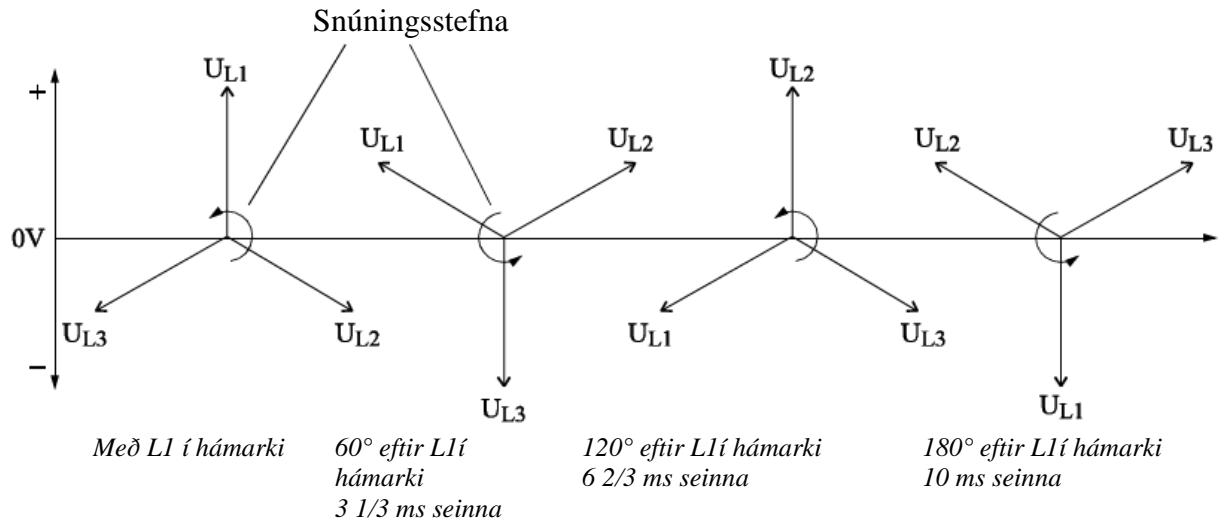 Snúningsstefna
U_L1
U_L2
+
U_L1
U_L2
U_L2
U_L3
0V
U_L3
U_L2
U_L1
U_L3
−
U_L3
U_L1
Með L1 í hámarki
60° eftir L1í
hámarki
3 1/3 ms seinna
120° eftir L1í hámarki
6 2/3 ms seinna
180° eftir L1í hámarki
10 ms seinna